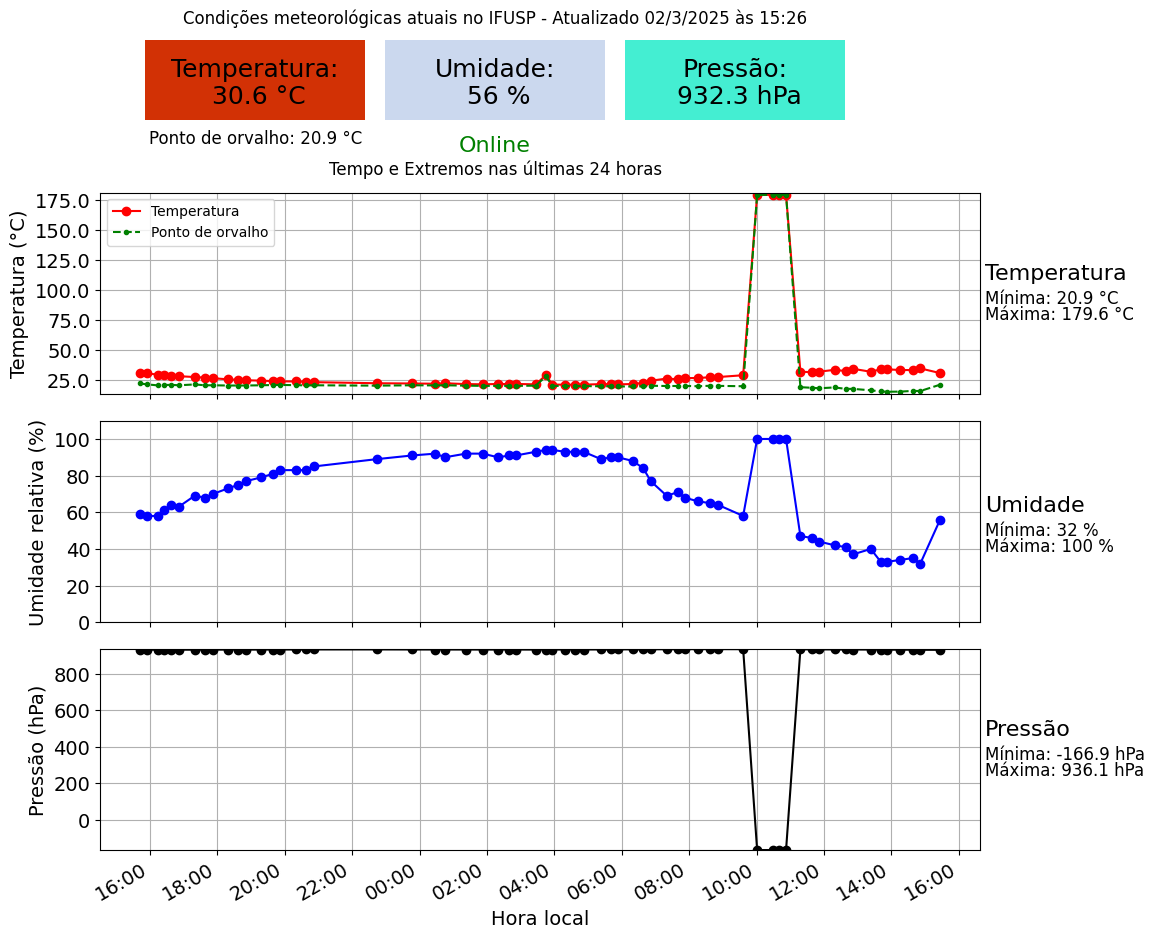 Condições meteorológicas atuais no IFUSP - Atualizado 02/3/2025 às 15:26
Temperatura:
30.6 °C
Umidade:
56 %
Pressão:
932.3 hPa
Ponto de orvalho: 20.9 °C
Online
Tempo e Extremos nas últimas 24 horas
Temperatura (°C)
175.0
150.0
125.0
100.0
75.0
50.0
25.0
Temperatura
Ponto de orvalho
Temperatura
Mínima: 20.9 °C
Máxima: 179.6 °C
Umidade relativa (%)
100
80
60
40
20
0
Umidade
Mínima: 32 %
Máxima: 100 %
Pressão (hPa)
800
600
400
200
0
Pressão
Mínima: -166.9 hPa
Máxima: 936.1 hPa
16:00 18:00 20:00 22:00 00:00 02:00 04:00 06:00 08:00 10:00 12:00 14:00 16:00
Hora local